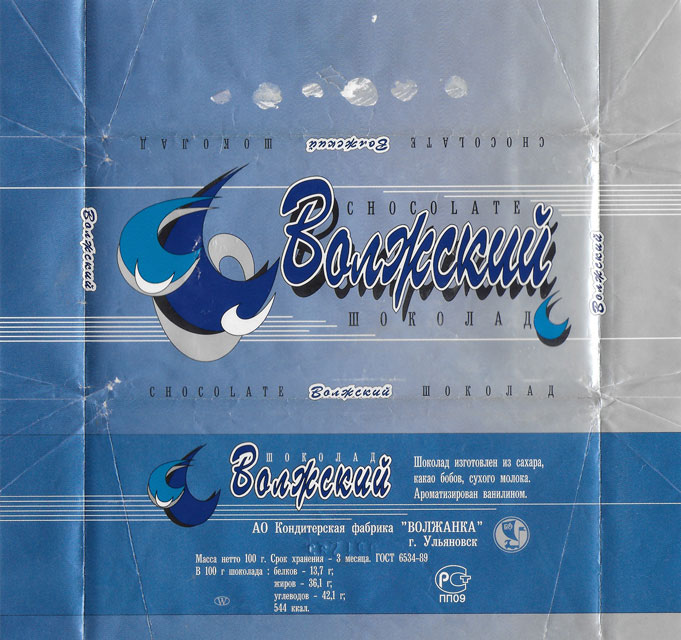 ШОКОЛАД Волжский CHOCOLATE
Волжский
CHOCOLATE
Волжский
ШОКОЛАД
Волжский
CHOCOLATE Волжский ШОКОЛАД
ШОКОЛАД
Волжский
Шоколад изготовлен из сахара,
какао бобов, сухого молока.
Ароматизирован ванилином.
АО Кондитерская фабрика "ВОЛЖАНКА"
г. Ульяновск
Масса нетто 100 г. Срок хранения - 3 месяца. ГОСТ 6534-89
В 100 г шоколада : белков - 13,7 г;
жиров - 36,1 г;
углеводов - 42,1 г;
544 ккал.
РСТ
ПП09
W